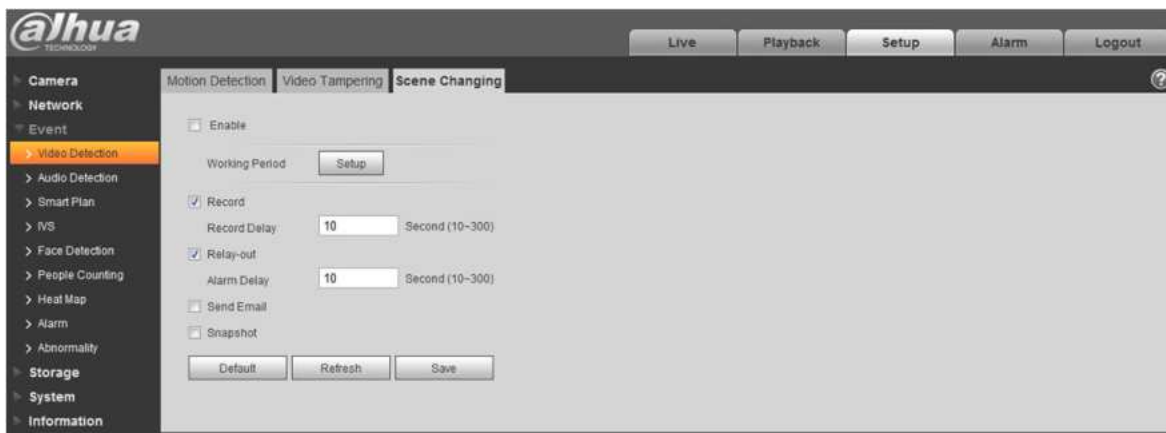 alhua
TECHNOLOGY
Live
Playback
Setup
Alarm
Logout
Camera
Network
Event
> Video Detection
> Audio Detection
> Smart Plan
> IVS
> Face Detection
> People Counting
> Heat Map
> Alarm
> Abnormality
Storage
System
Information
Motion Detection
Video Tampering
Scene Changing
?
Enable
Working Period Setup
Record
Record Delay 10 Second (10~300)
Relay-out
Alarm Delay 10 Second (10~300)
Send Email
Snapshot
Default Refresh Save